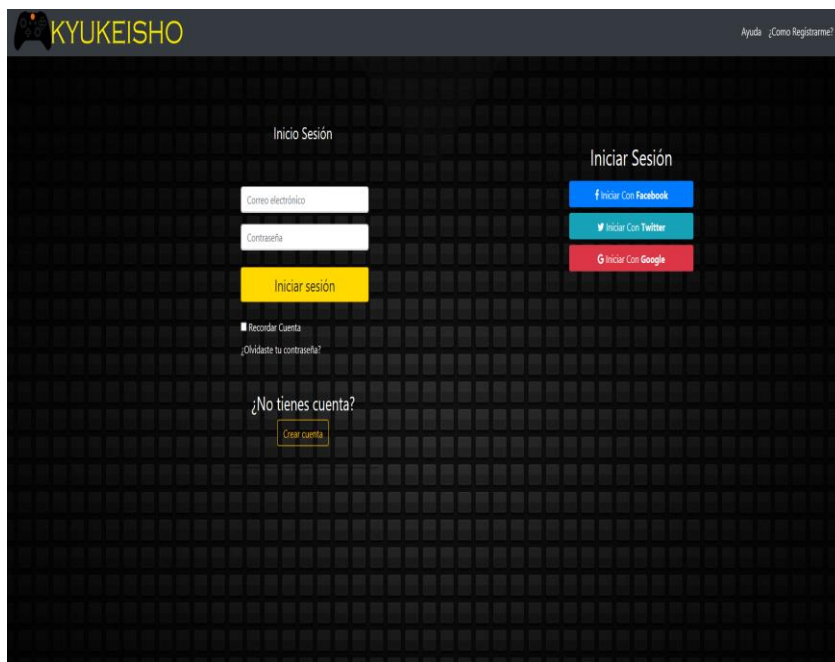 KYUKEISHO
Ayuda ¿Como Registrarme?
Inicio Sesión
Correo electrónico
Contraseña
Iniciar sesión
Recordar Cuenta
¿Olvidaste tu contraseña?
¿No tienes cuenta?
Crear cuenta
Iniciar Sesión
Iniciar Con Facebook
Iniciar Con Twitter
G Iniciar Con Google